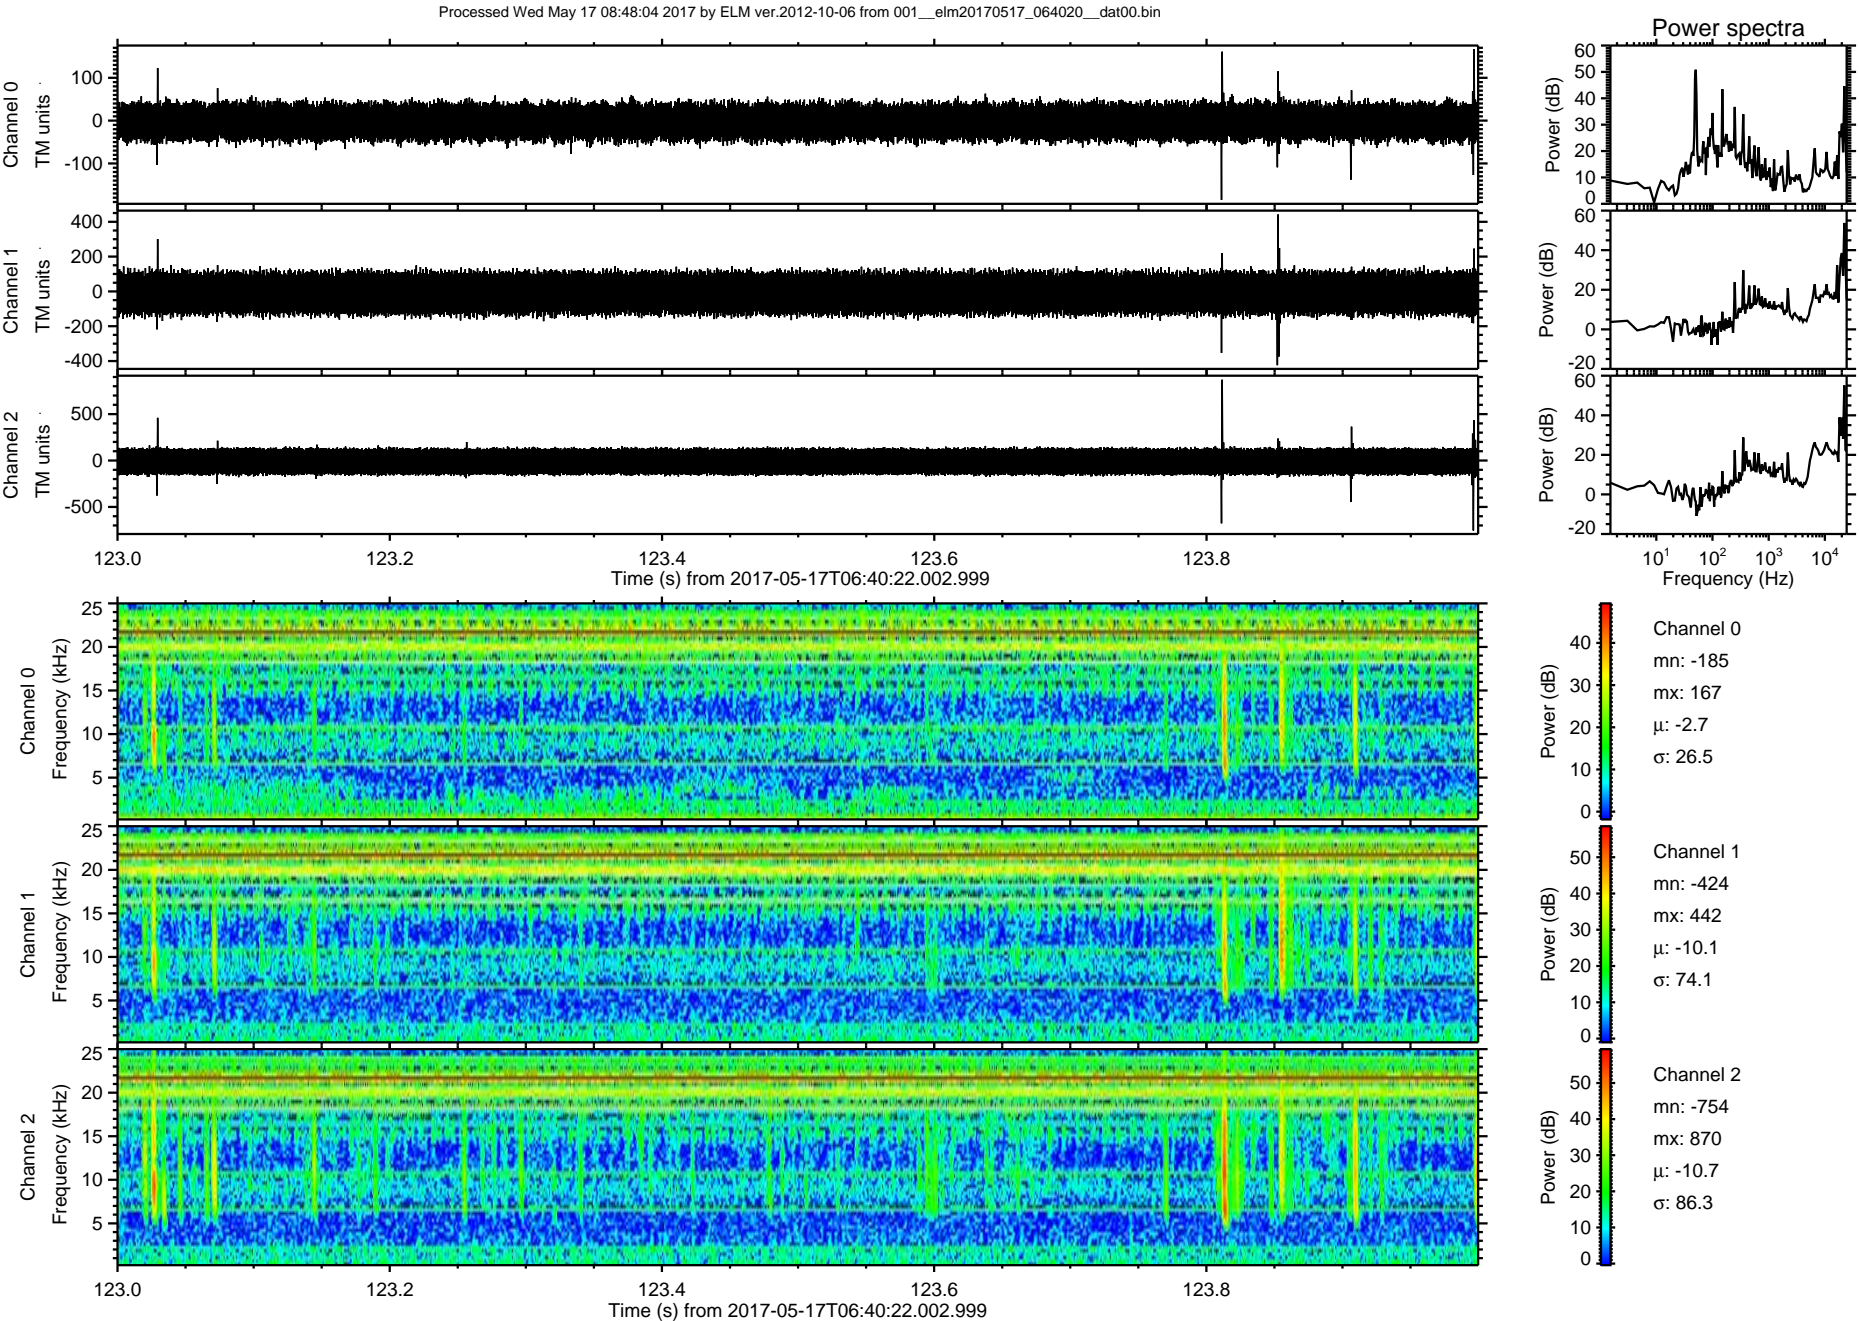 Processed Wed May 17 08:48:04 2017 by ELM ver.2012-10-06 from 001__elm20170517_064020__dat00.bin
Power spectra
Channel 0
TM units
100
0
-100
Power (dB)
60
50
40
30
20
10
0
Channel 1
TM units
400
200
0
-200
-400
Power (dB)
60
40
20
0
-20
Channel 2
TM units
500
0
-500
Power (dB)
60
40
20
0
-20
123.0 123.2 123.4 123.6 123.8
Time (s) from 2017-05-17T06:40:22.002.999
10¹ 10² 10³ 10⁴
Frequency (Hz)
Channel 0
Frequency (kHz)
25
20
15
10
5
Power (dB)
40
30
20
10
0
Channel 0
mn: -185
mx: 167
μ: -2.7
σ: 26.5
Channel 1
Frequency (kHz)
25
20
15
10
5
Power (dB)
50
40
30
20
10
0
Channel 1
mn: -424
mx: 442
μ: -10.1
σ: 74.1
Channel 2
Frequency (kHz)
25
20
15
10
5
Power (dB)
50
40
30
20
10
0
Channel 2
mn: -754
mx: 870
μ: -10.7
σ: 86.3
123.0 123.2 123.4 123.6 123.8
Time (s) from 2017-05-17T06:40:22.002.999